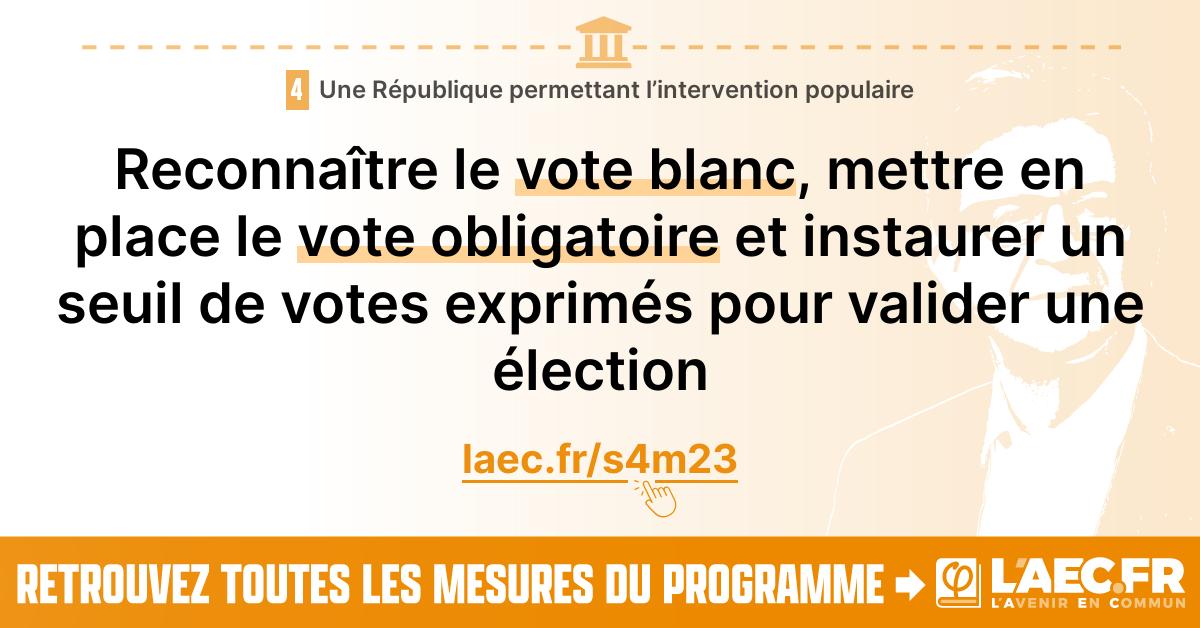 4 Une République permettant l’intervention populaire
Reconnaître le vote blanc, mettre en
place le vote obligatoire et instaurer un
seuil de votes exprimés pour valider une
élection
laec.fr/s4m23
RETROUVEZ TOUTES LES MESURES DU PROGRAMME
φ L'AEC.FR
L'AVENIR EN COMMUN